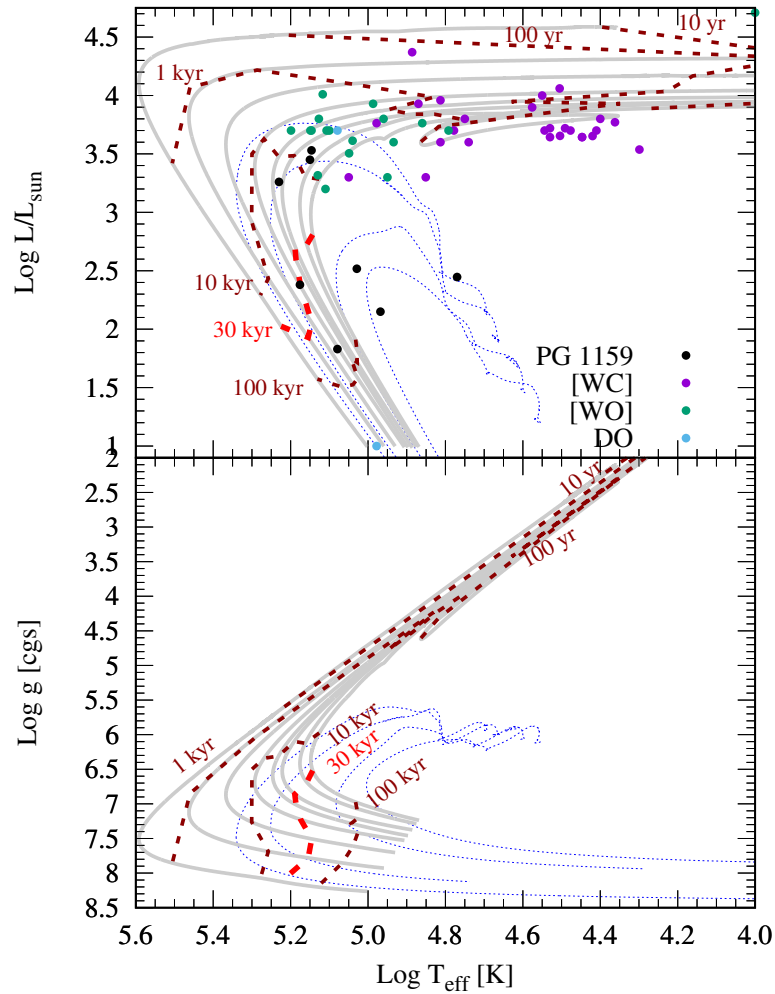 4.5
4
3.5
3
2.5
2
1.5
1
Log L/L_sun
10 yr
100 yr
1 kyr
10 kyr
30 kyr
100 kyr
PG 1159
[WC]
[WO]
DO
2
2.5
3
3.5
4
4.5
5
5.5
6
6.5
7
7.5
8
8.5
Log g [cgs]
10 yr
100 yr
1 kyr
10 kyr
30 kyr
100 kyr
5.6 5.4 5.2 5.0 4.8 4.6 4.4 4.2 4.0
Log T_eff [K]